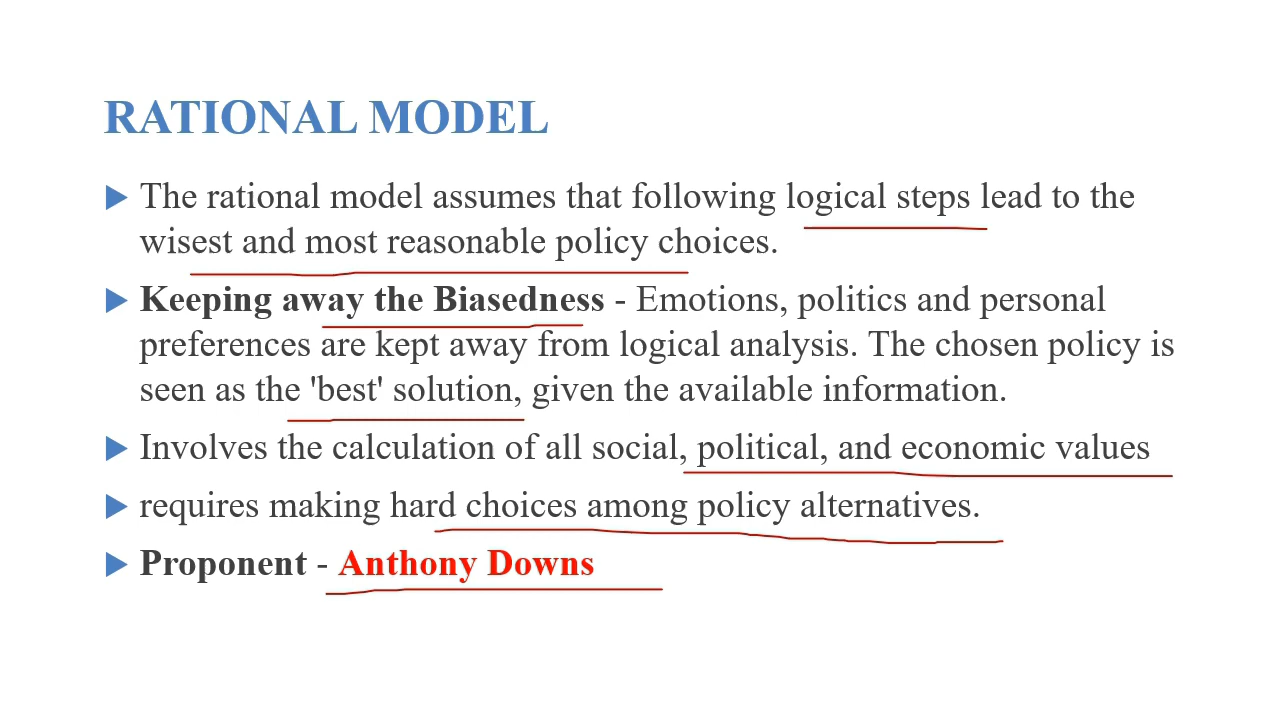 RATIONAL MODEL
The rational model assumes that following logical steps lead to the
wisest and most reasonable policy choices.
Keeping away the Biasedness - Emotions, politics and personal
preferences are kept away from logical analysis. The chosen policy is
seen as the 'best' solution, given the available information.
Involves the calculation of all social, political, and economic values
requires making hard choices among policy alternatives.
Proponent - Anthony Downs